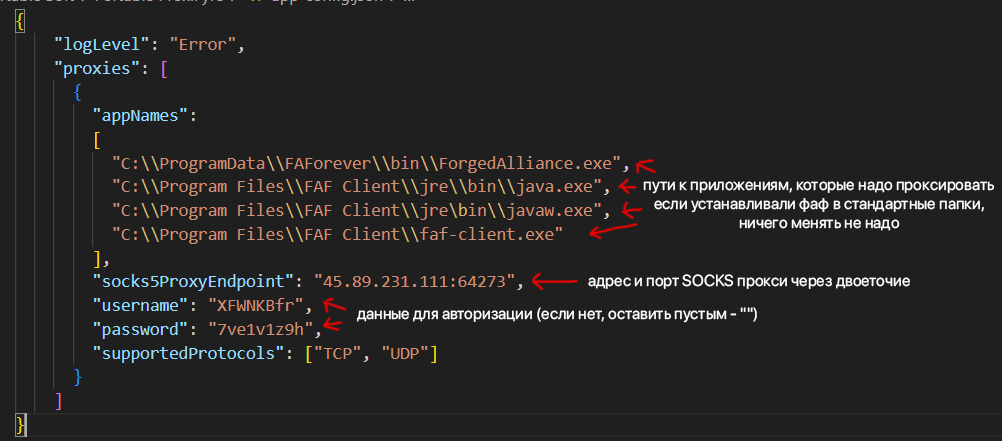 {
"logLevel": "Error",
"proxies": [
{
"appNames":
[
"C:\\ProgramData\\FAForever\\bin\\ForgedAlliance.exe",
"C:\\Program Files\\FAF Client\\jre\\bin\\java.exe",
пути к приложениям, которые надо проксировать
"C:\\Program Files\\FAF Client\\jre\bin\\javaw.exe",
если устанавливали фаф в стандартные папки,
ничего менять не надо
"C:\\Program Files\\FAF Client\\faf-client.exe"
],
"socks5ProxyEndpoint": "45.89.231.111:64273",
адрес и порт SOCKS прокси через двоеточие
"username": "XFWNKBfr",
данные для авторизации (если нет, оставить пустым - "")
"password": "7ve1v1z9h",
"supportedProtocols": ["TCP", "UDP"]
}
]
}